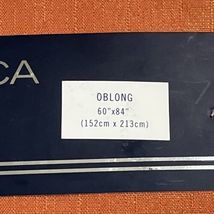 CA
OBLONG
60"x84"
(152cm x 213cm)